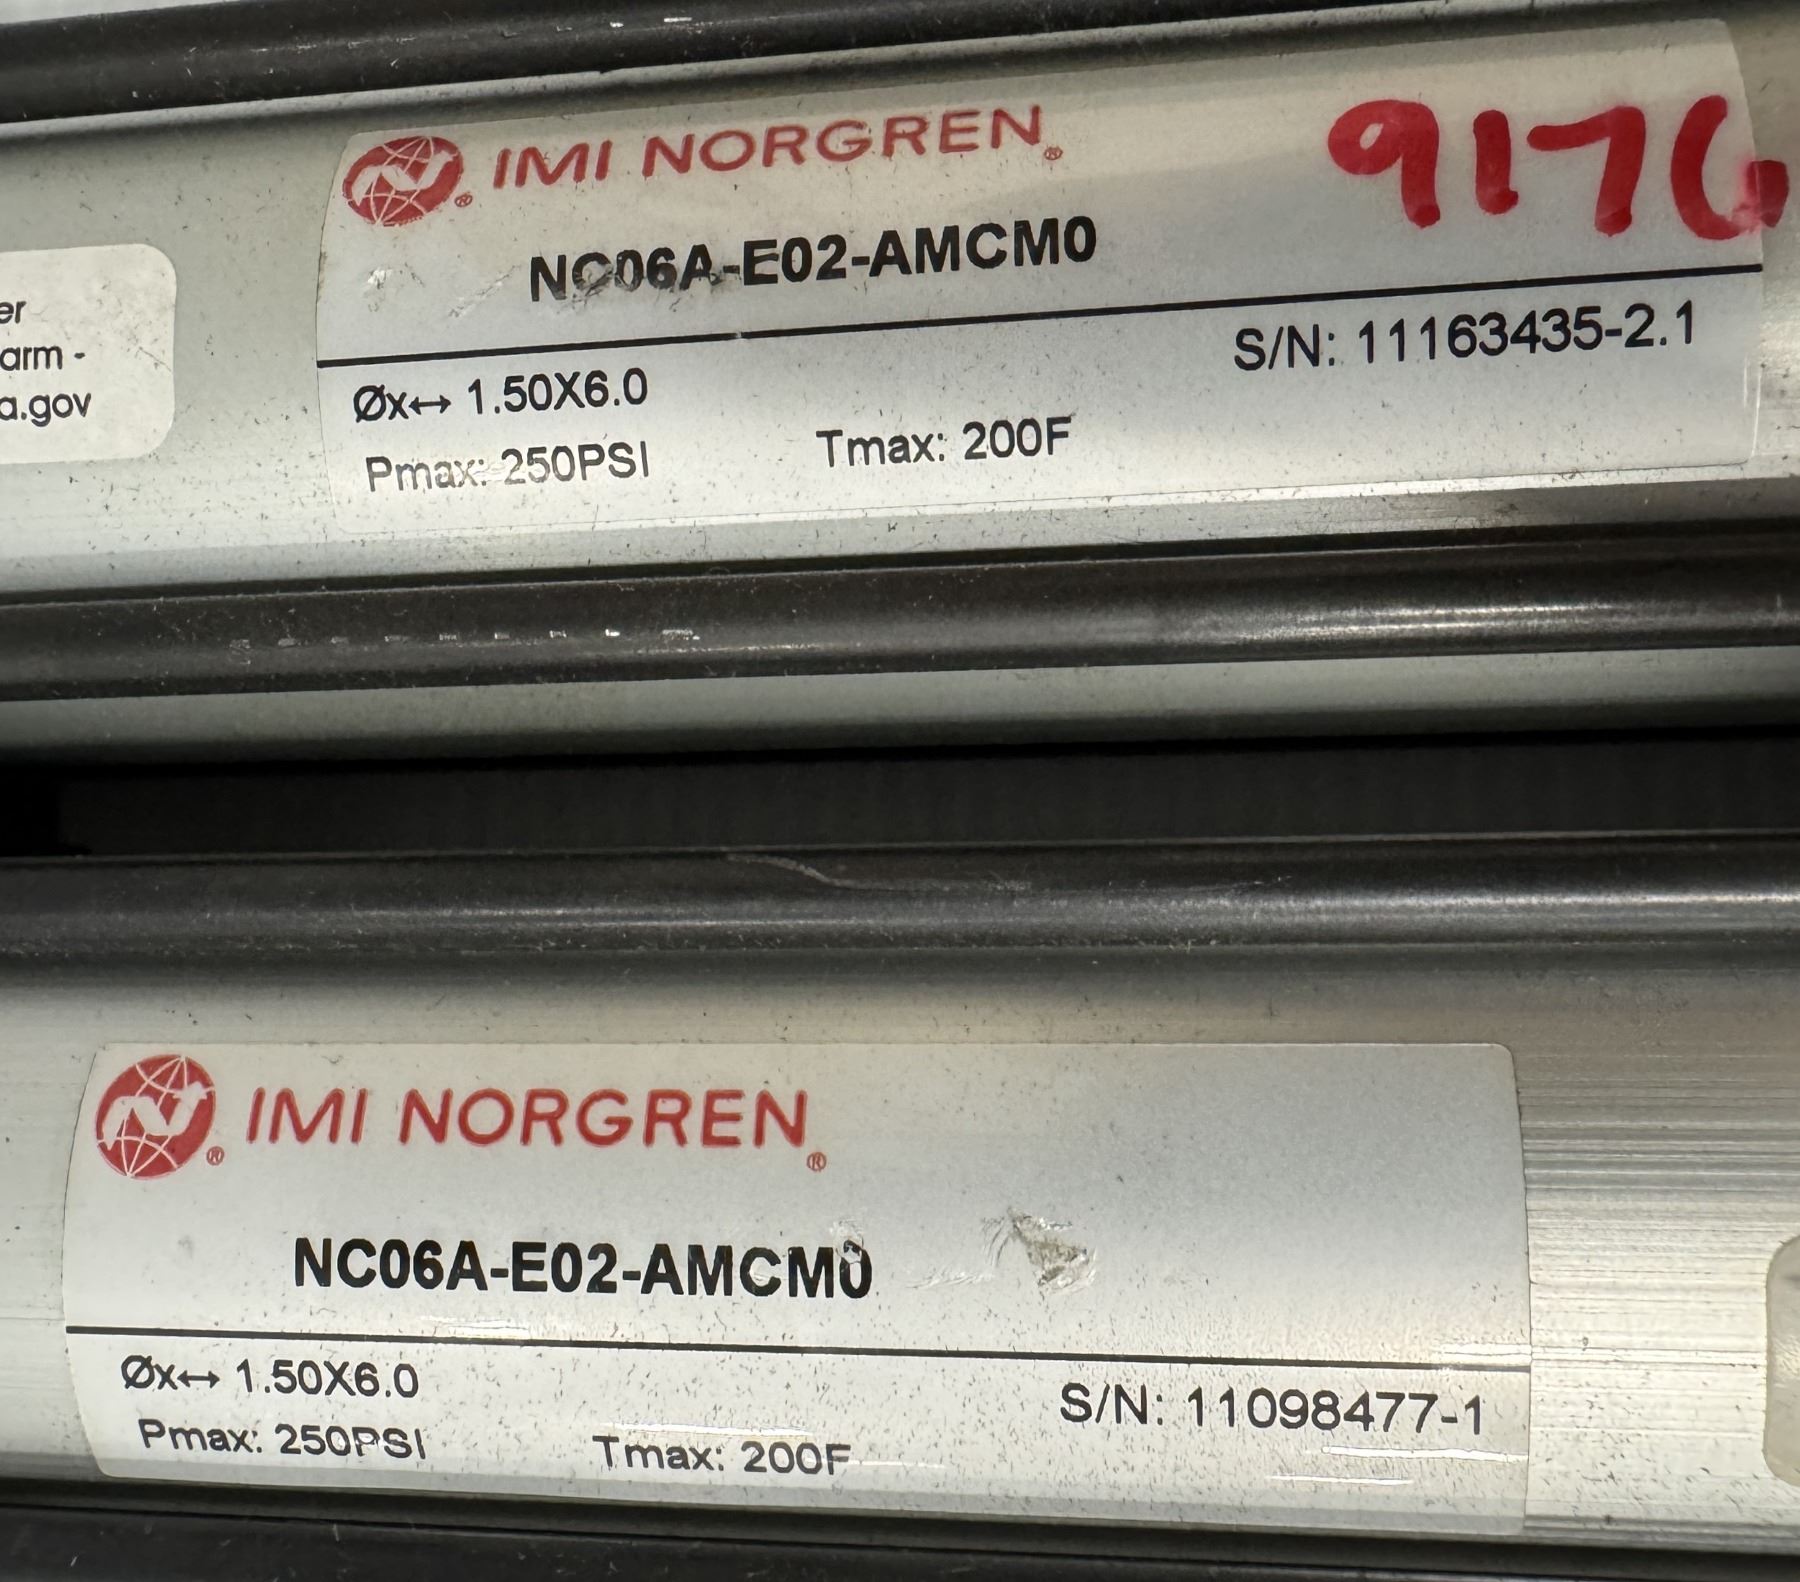 IMI NORGREN®
9176
NC06A-E02-AMCM0
S/N: 11163435-2.1
Øx↔ 1.50X6.0
Pmax: 250PSI Tmax: 200F
er
arm -
a.gov
IMI NORGREN®
NC06A-E02-AMCM0
Øx↔ 1.50X6.0
S/N: 11098477-1
Pmax: 250PSI Tmax: 200F